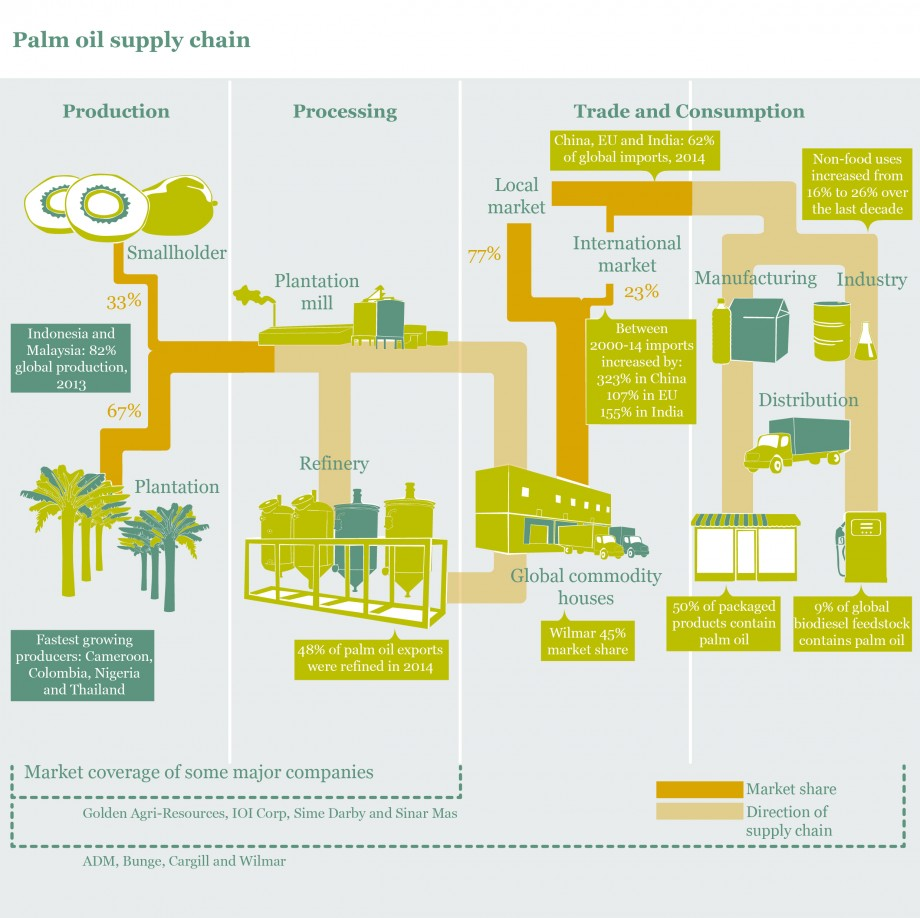 Palm oil supply chain
Production
Processing
Trade and Consumption
Smallholder
33%
Indonesia and
Malaysia: 82%
global production,
2013
67%
Plantation
Fastest growing
producers: Cameroon,
Colombia, Nigeria
and Thailand
Plantation
mill
Refinery
48% of palm oil exports
were refined in 2014
China, EU and India: 62%
of global imports, 2014
Local
market
77%
International
market
23%
Between
2000-14 imports
increased by:
323% in China
107% in EU
155% in India
Global commodity
houses
Wilmar 45%
market share
Non-food uses
increased from
16% to 26% over
the last decade
Manufacturing
Industry
Distribution
50% of packaged
products contain
palm oil
9% of global
biodiesel feedstock
contains palm oil
Market coverage of some major companies
Golden Agri-Resources, IOI Corp, Sime Darby and Sinar Mas
ADM, Bunge, Cargill and Wilmar
Market share
Direction of
supply chain